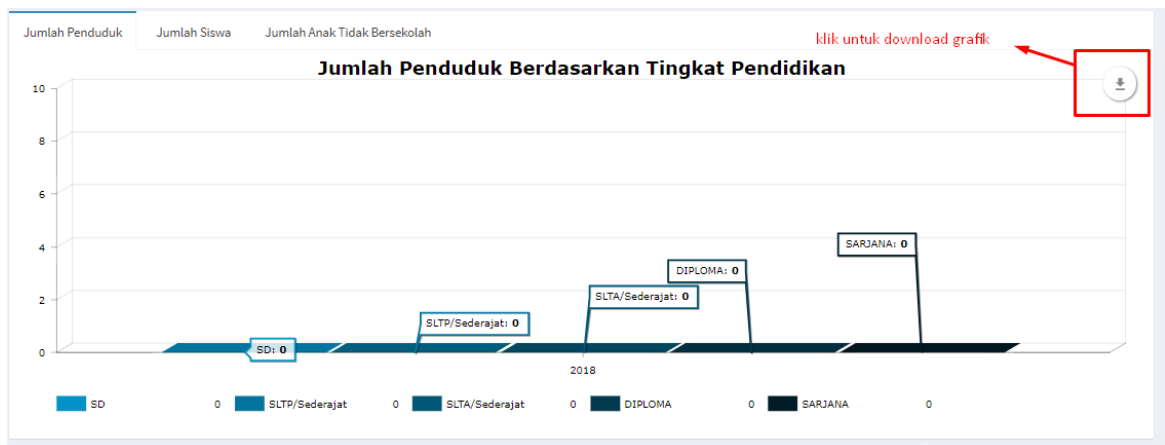 Jumlah Penduduk Jumlah Siswa Jumlah Anak Tidak Bersekolah
klik untuk download grafik
Jumlah Penduduk Berdasarkan Tingkat Pendidikan
10
8
6
4
2
0
SARJANA: 0
DIPLOMA: 0
SLTA/Sederajat: 0
SLTP/Sederajat: 0
SD: 0
2018
SD 0 SLTP/Sederajat 0 SLTA/Sederajat 0 DIPLOMA 0 SARJANA 0